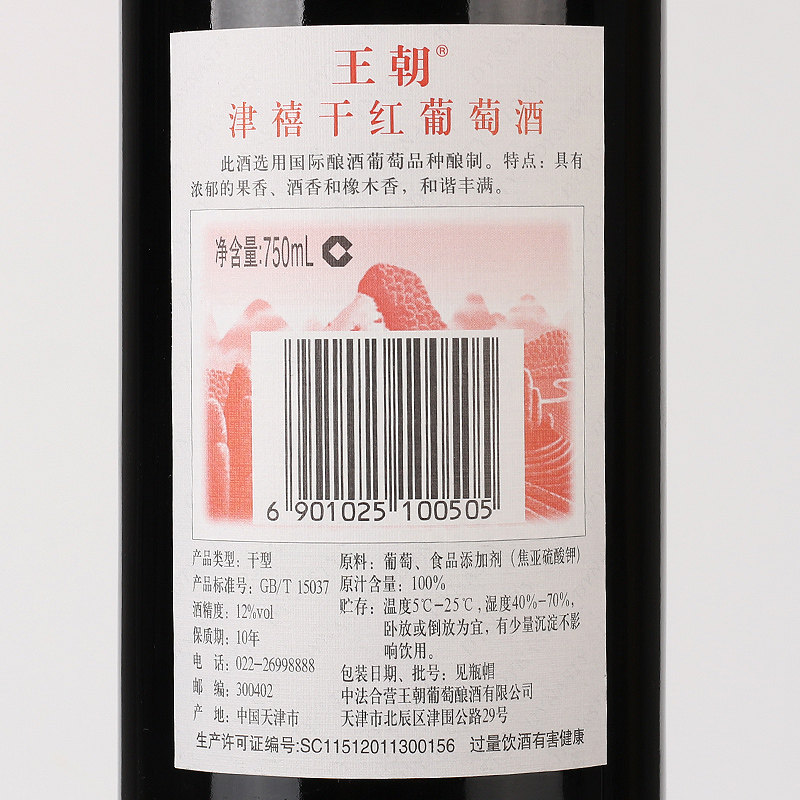 王朝®
津禧干红葡萄酒
此酒选用国际酿酒葡萄品种酿制。特点：具有
浓郁的果香、酒香和橡木香，和谐丰满。
净含量:750mL
6 901025 100505
产品类型：干型
产品标准号：GB/T 15037
酒精度：12%vol
保质期：10年
电 话：022-26998888
邮 编：300402
产 地：中国天津市
原料：葡萄、食品添加剂（焦亚硫酸钾）
原汁含量：100%
贮存：温度5℃-25℃，湿度40%-70%，
卧放或倒放为宜，有少量沉淀不影
响饮用。
包装日期、批号：见瓶帽
中法合营王朝葡萄酿酒有限公司
天津市北辰区津围公路29号
生产许可证编号:SC11512011300156 过量饮酒有害健康